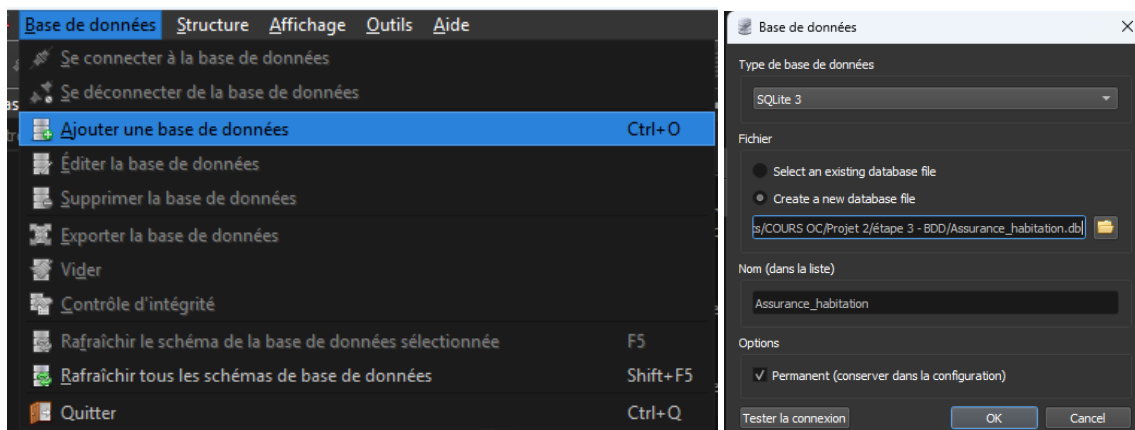 Base de données Structure Affichage Outils Aide
Se connecter à la base de données
Se déconnecter de la base de données
Ajouter une base de données Ctrl+O
Éditer la base de données
Supprimer la base de données
Exporter la base de données
Vider
Contrôle d'intégrité
Rafraîchir le schéma de la base de données sélectionnée F5
Rafraîchir tous les schémas de base de données Shift+F5
Quitter Ctrl+Q
Base de données
Type de base de données
SQLite 3
Fichier
Select an existing database file
Create a new database file
/COURS OC/Projet 2/étape 3 - BDD/Assurance_habitation.db
Nom (dans la liste)
Assurance_habitation
Options
Permanent (conserver dans la configuration)
Tester la connexion OK Cancel